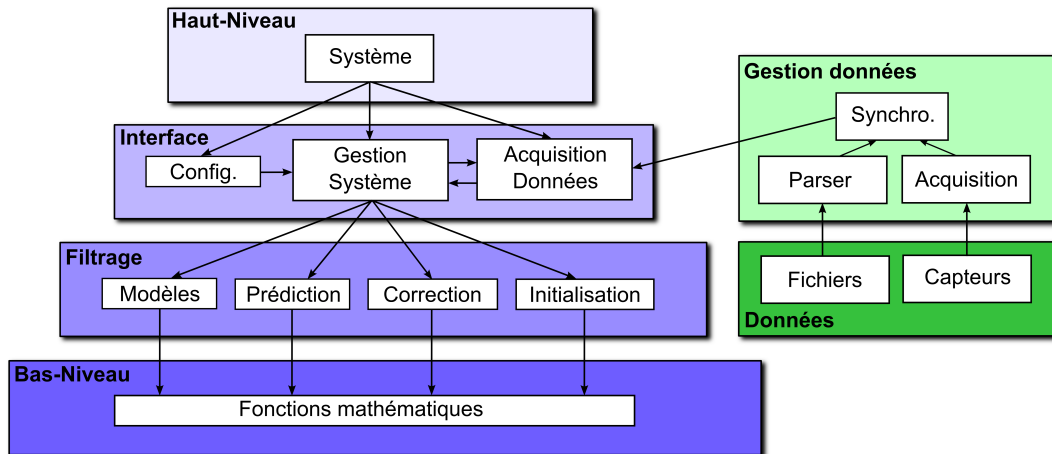 Haut-Niveau
Système
Interface
Config.
Gestion
Système
Acquisition
Données
Filtrage
Modèles
Prédiction
Correction
Initialisation
Bas-Niveau
Fonctions mathématiques
Gestion données
Synchro.
Parser
Acquisition
Fichiers
Capteurs
Données